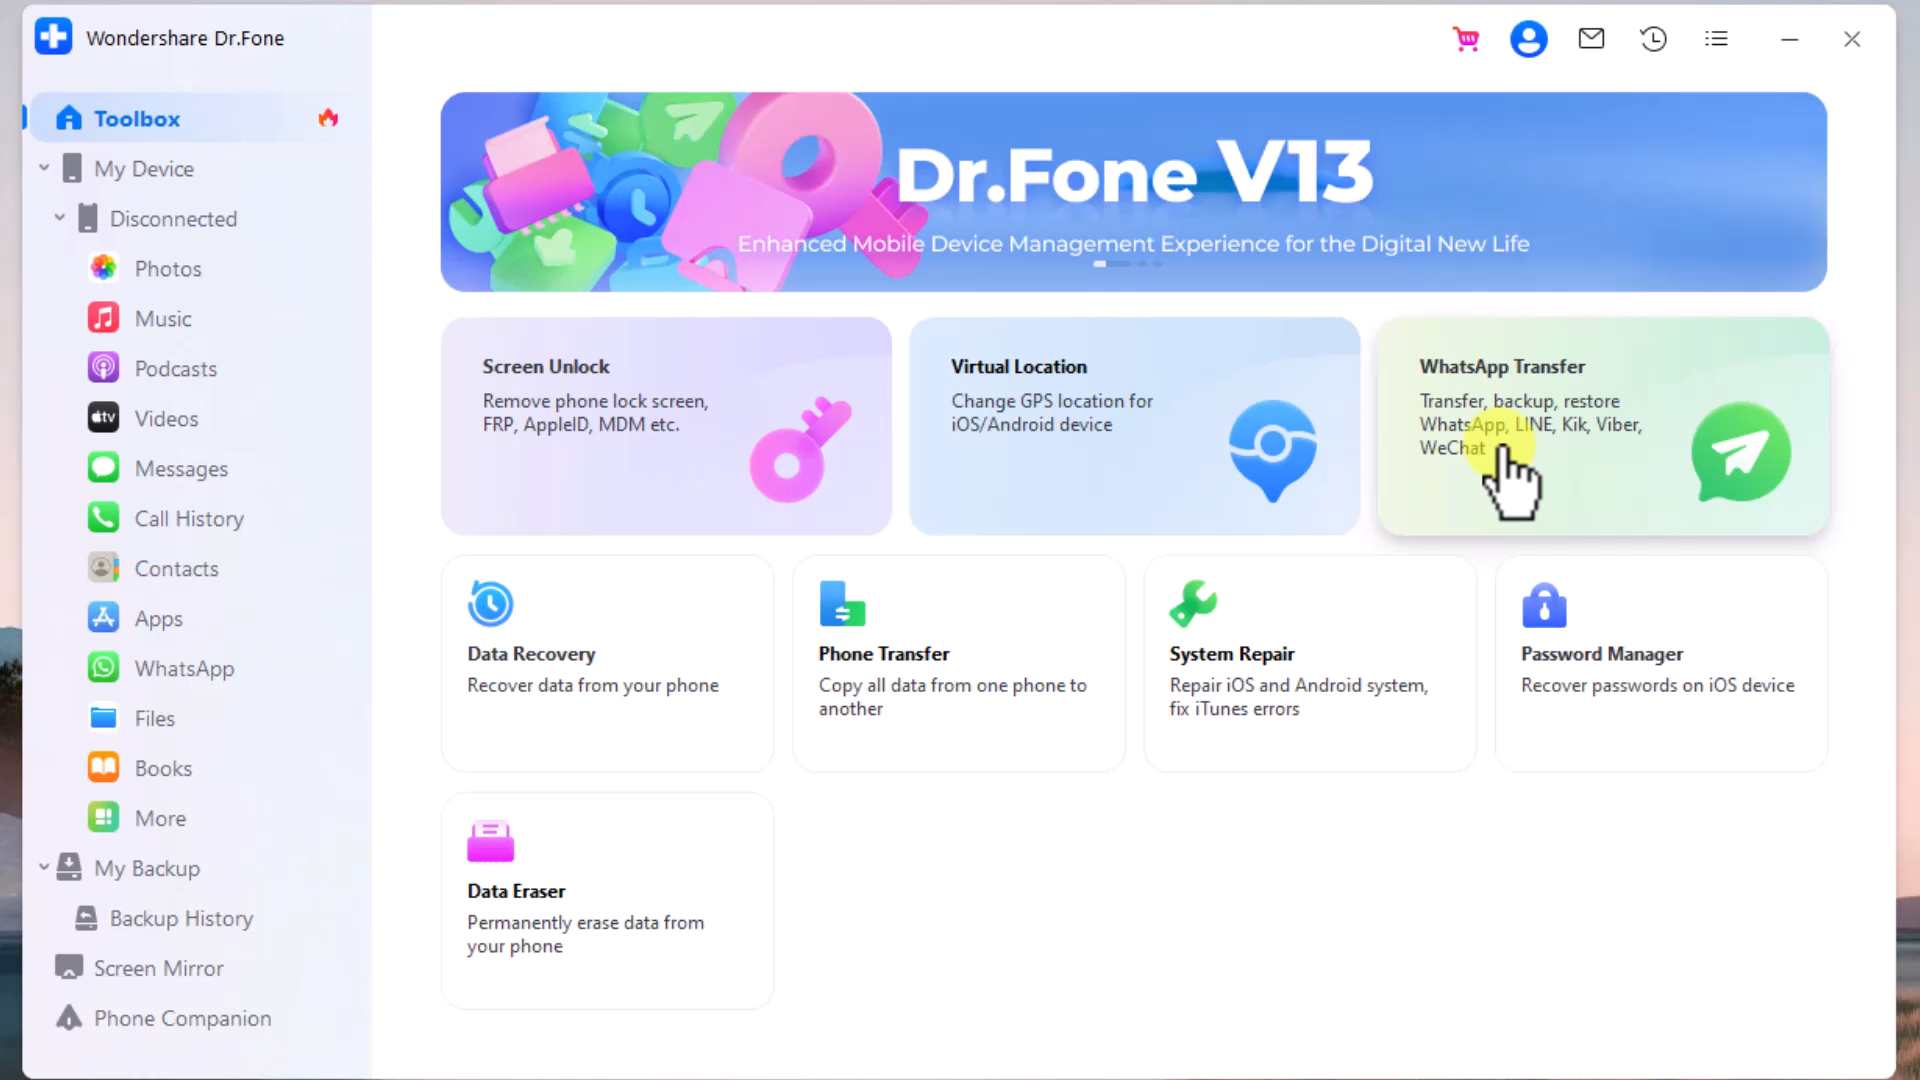 Wondershare Dr.Fone
Toolbox
My Device
Disconnected
Photos
Music
Podcasts
tv
Videos
Messages
Call History
Contacts
Apps
WhatsApp
Files
Books
More
My Backup
Backup History
Screen Mirror
Phone Companion
Dr.Fone V13
Enhanced Mobile Device Management Experience for the Digital New Life
Screen Unlock
Remove phone lock screen,
FRP, AppleID, MDM etc.
Virtual Location
Change GPS location for
iOS/Android device
WhatsApp Transfer
Transfer, backup, restore
WhatsApp, LINE, Kik, Viber,
WeChat
Data Recovery
Recover data from your phone
Phone Transfer
Copy all data from one phone to
another
System Repair
Repair iOS and Android system,
fix iTunes errors
Password Manager
Recover passwords on iOS device
Data Eraser
Permanently erase data from
your phone